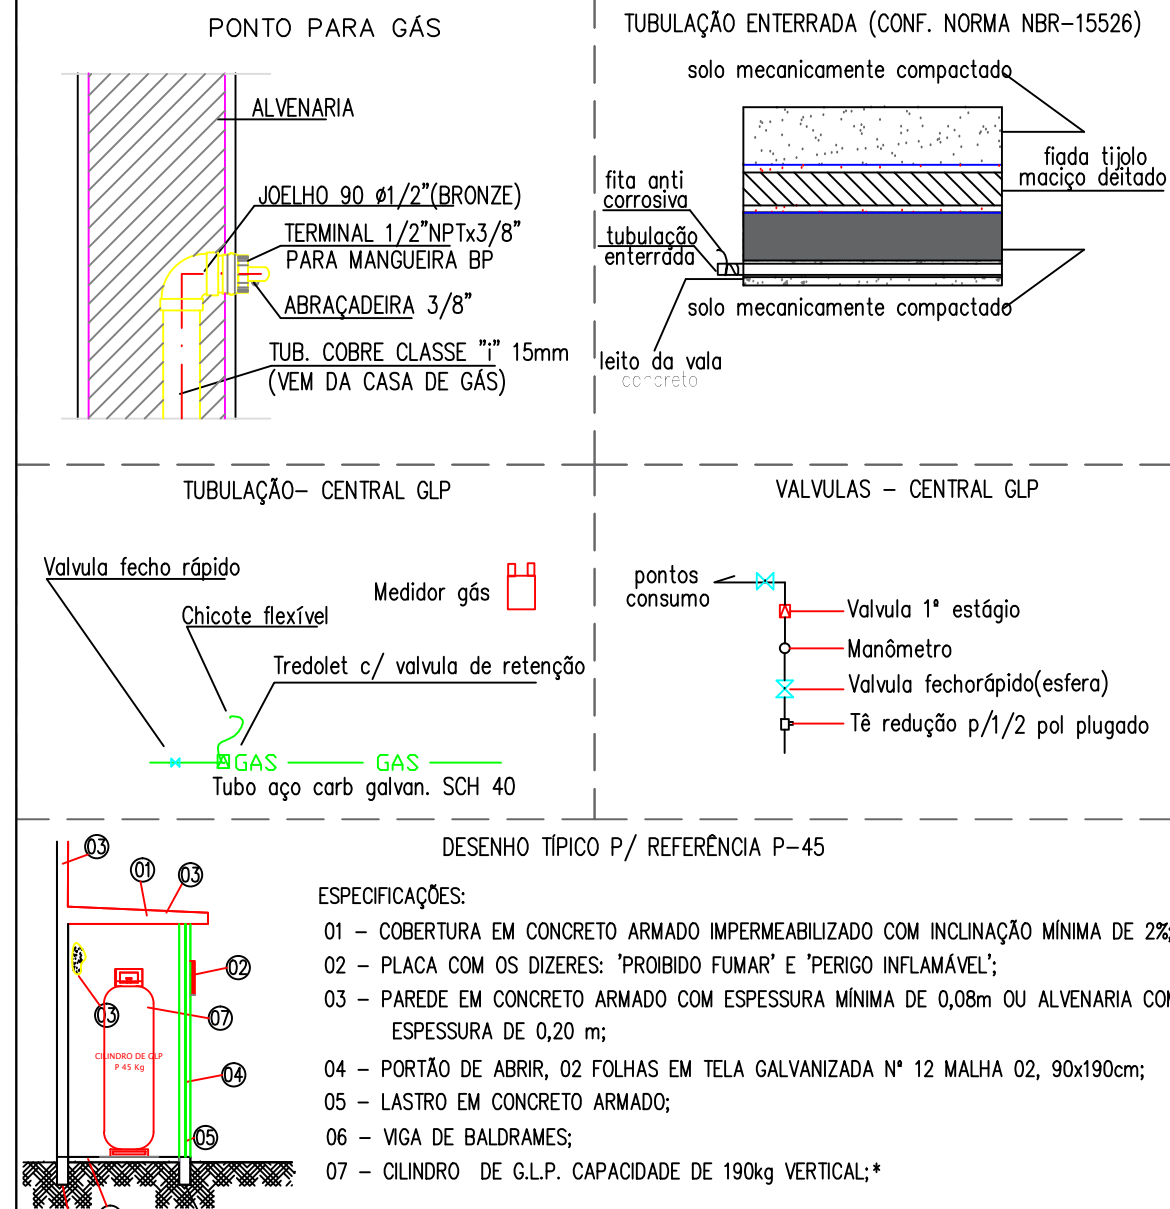 PONTO PARA GÁS
ALVENARIA
JOELHO 90 ø1/2"(BRONZE)
TERMINAL 1/2"NPTx3/8"
PARA MANGUEIRA BP
ABRAÇADEIRA 3/8"
TUB. COBRE CLASSE "i" 15mm
(VEM DA CASA DE GÁS)
TUBULAÇÃO ENTERRADA (CONF. NORMA NBR-15526)
solo mecanicamente compactado
fiada tijolo
maciço deitado
fita anti
corrosiva
tubulação
enterrada
solo mecanicamente compactado
leito da vala
concreto
TUBULAÇÃO- CENTRAL GLP
Valvula fecho rápido
Medidor gás
Chicote flexível
Tredolet c/ valvula de retenção
GAS
GAS
Tubo aço carb galvan. SCH 40
VALVULAS - CENTRAL GLP
pontos
consumo
Valvula 1ª estágio
Manômetro
Valvula fechorápido(esfera)
Tê redução p/1/2 pol plugado
DESENHO TÍPICO P/ REFERÊNCIA P-45
03
01
03
02
03
07
CILINDRO DE GLP
P 45 Kg
04
05
ESPECIFICAÇÕES:
01 - COBERTURA EM CONCRETO ARMADO IMPERMEABILIZADO COM INCLINAÇÃO MÍNIMA DE 2%;
02 - PLACA COM OS DIZERES: 'PROIBIDO FUMAR' E 'PERIGO INFLAMÁVEL';
03 - PAREDE EM CONCRETO ARMADO COM ESPESSURA MÍNIMA DE 0,08m OU ALVENARIA COM
ESPESSURA DE 0,20 m;
04 - PORTÃO DE ABRIR, 02 FOLHAS EM TELA GALVANIZADA Nº 12 MALHA 02, 90x190cm;
05 - LASTRO EM CONCRETO ARMADO;
06 - VIGA DE BALDRAMES;
07 - CILINDRO DE G.L.P. CAPACIDADE DE 190kg VERTICAL;*